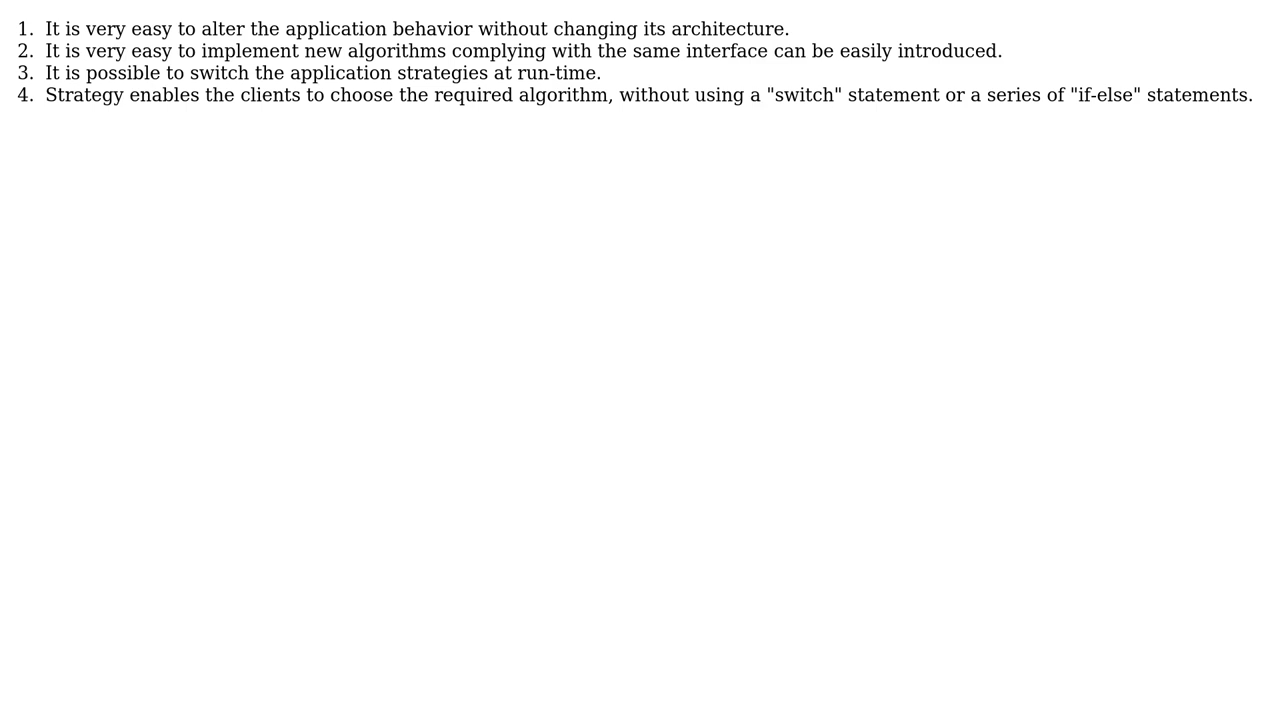 1. It is very easy to alter the application behavior without changing its architecture.
2. It is very easy to implement new algorithms complying with the same interface can be easily introduced.
3. It is possible to switch the application strategies at run-time.
4. Strategy enables the clients to choose the required algorithm, without using a "switch" statement or a series of "if-else" statements.